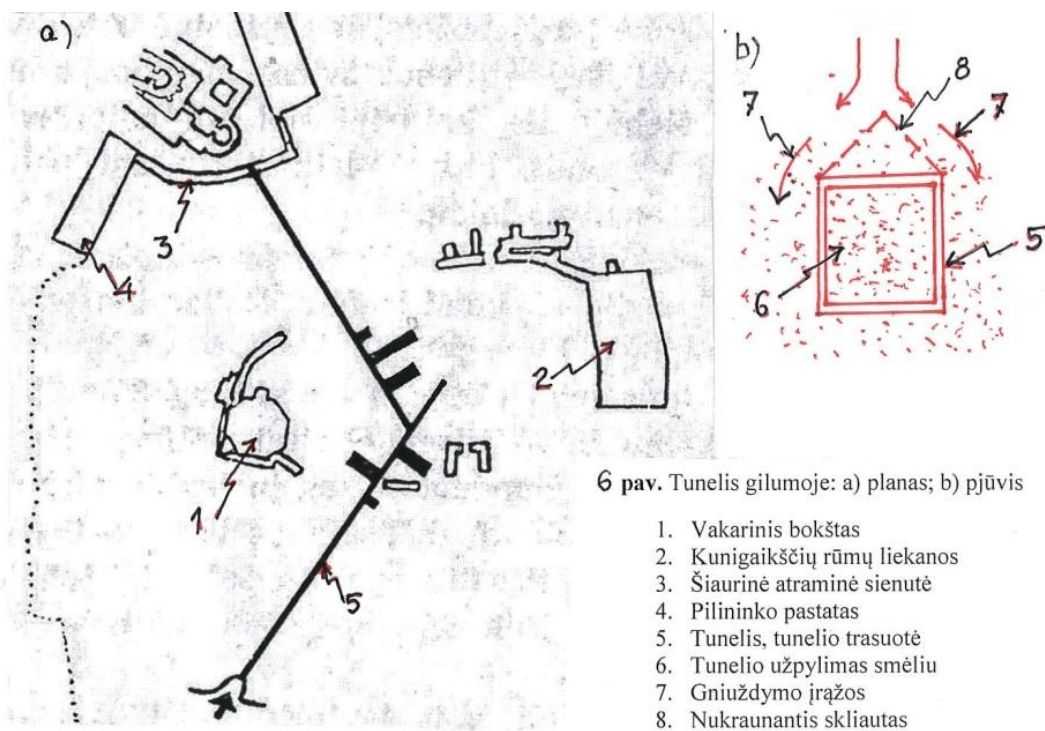 a)
3
4
2
1
5
b)
8
7
7
5
6
6 pav. Tunelis gilumoje: a) planas; b) pjūvis
1. Vakarinis bokštas
2. Kunigaikščių rūmų liekanos
3. Šiaurinė atraminė sienutė
4. Pilininko pastatas
5. Tunelis, tunelio trasuotė
6. Tunelio užpylimas smėliu
7. Gniuždymo įrąžos
8. Nukraunantis skliautas